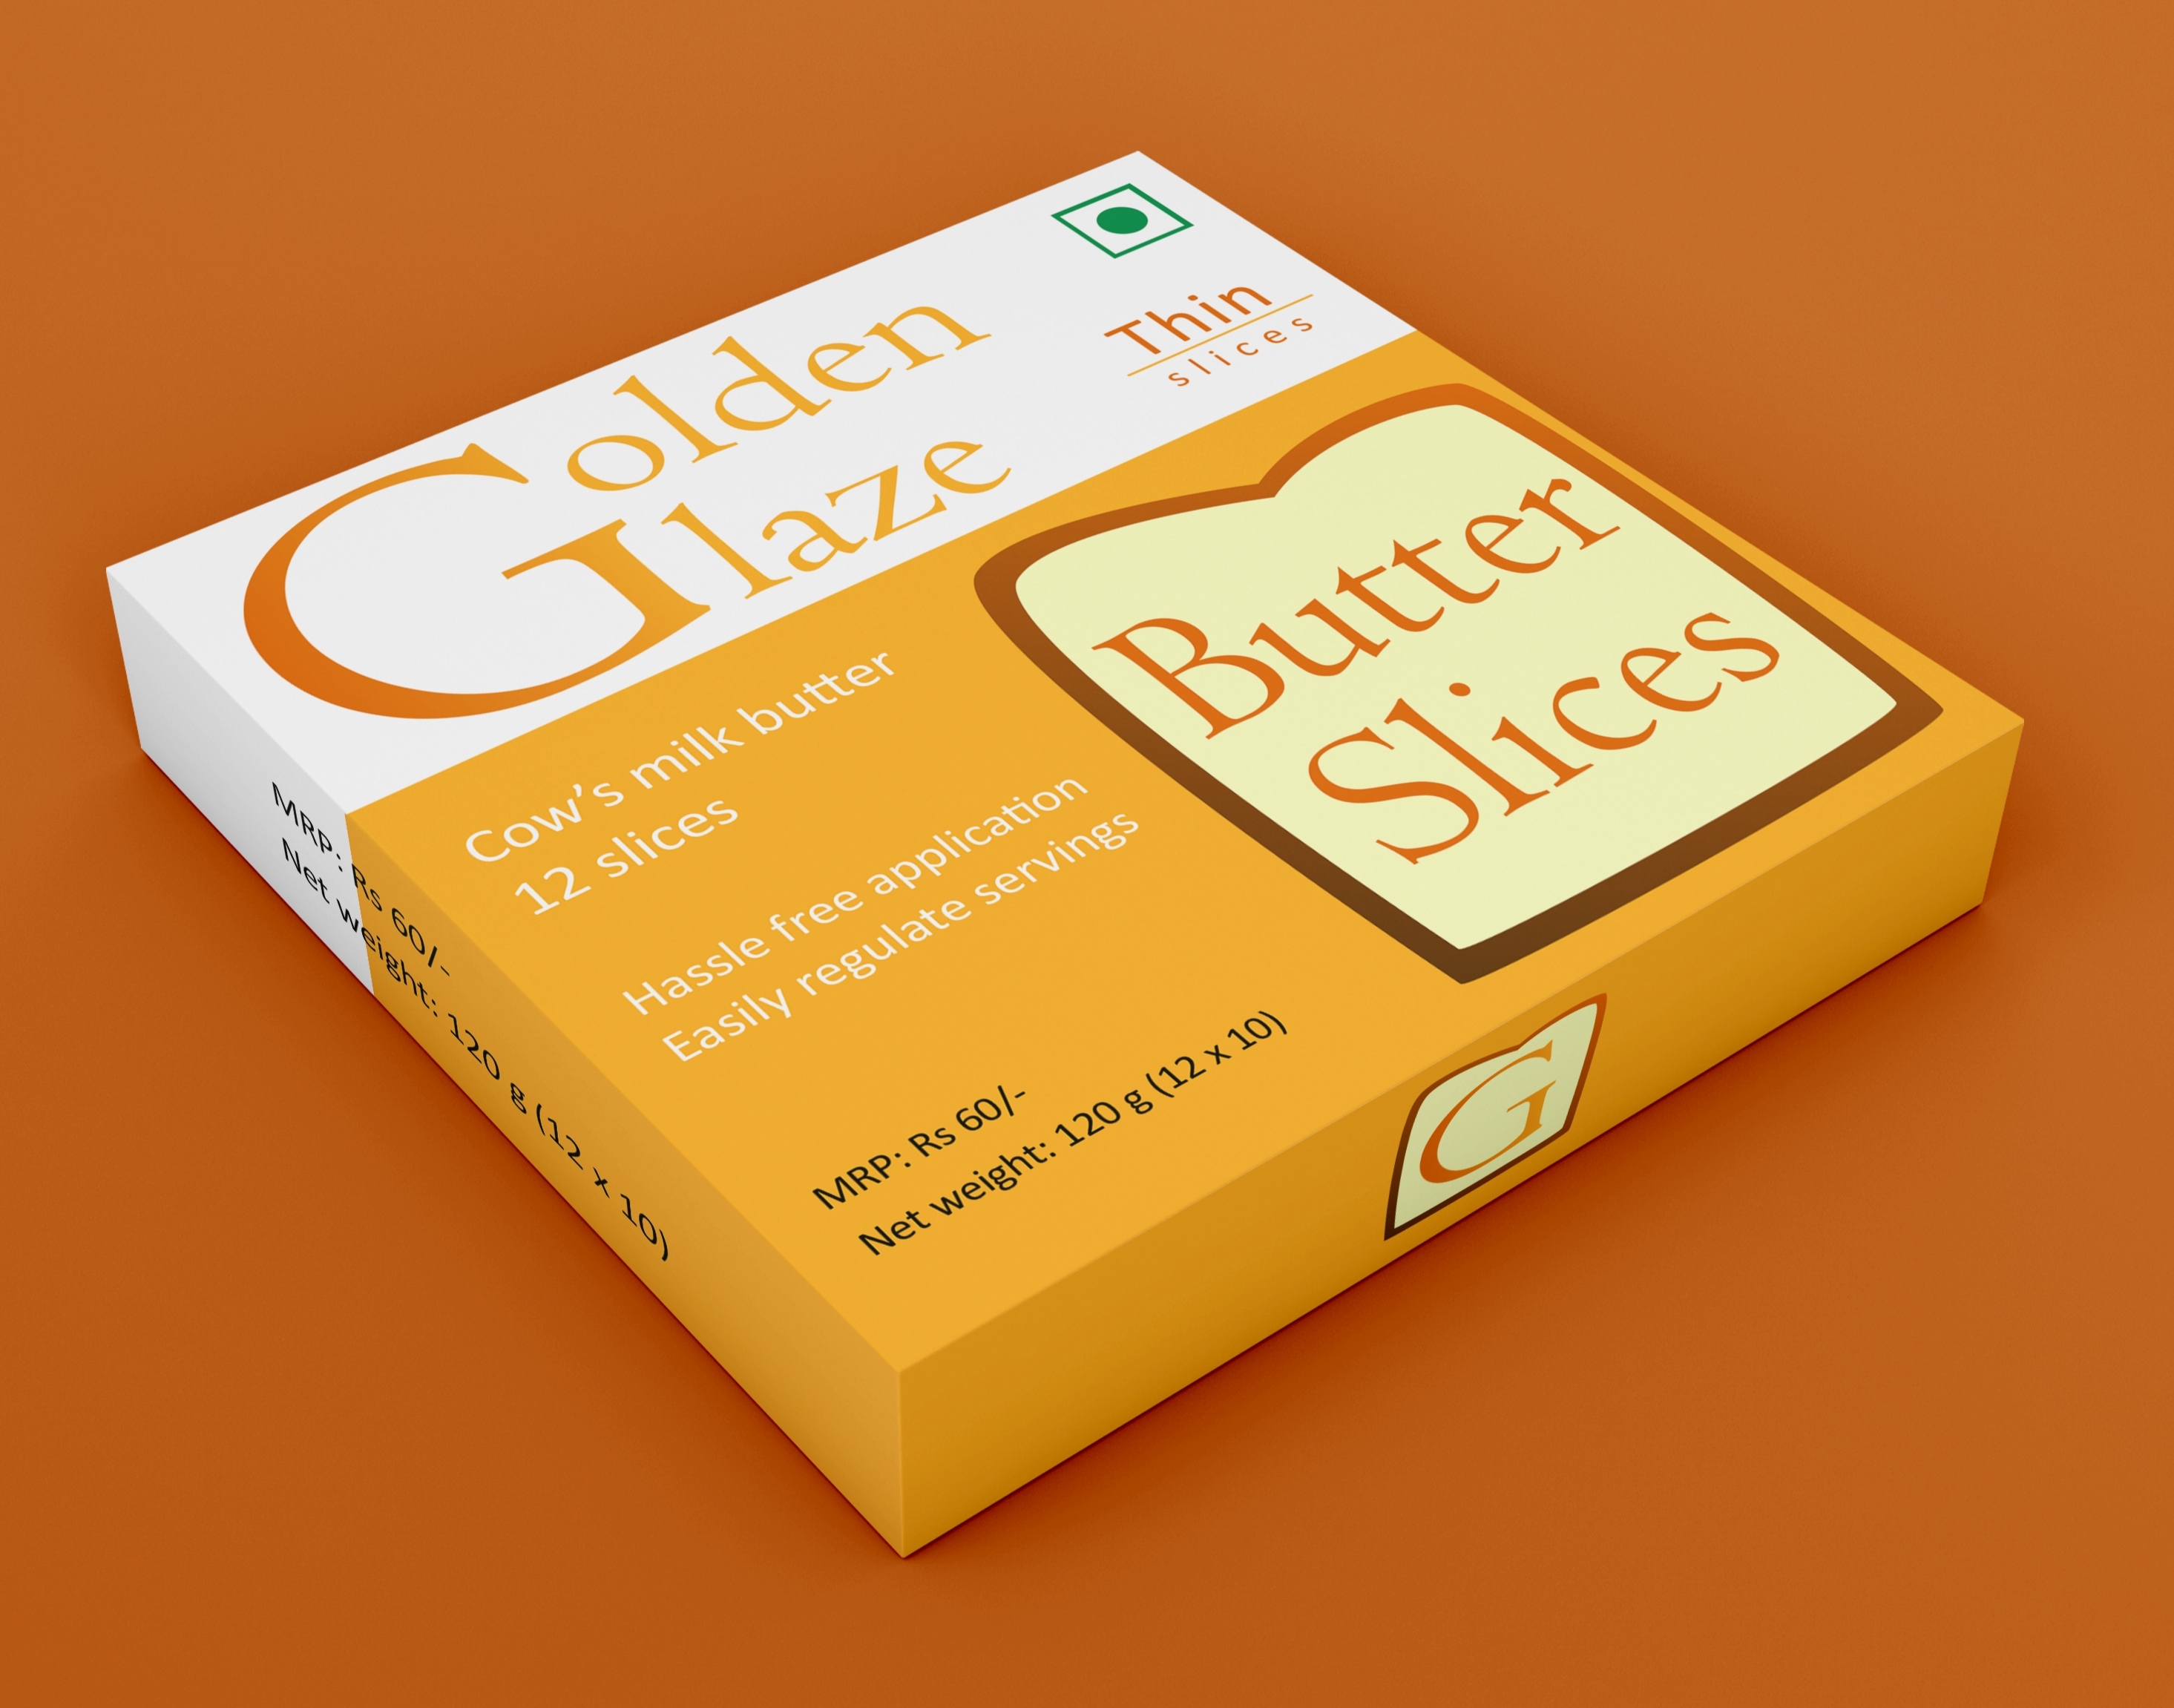 Golden
Glaze
Thin
slices
Butter
Slices
Cow's milk butter
12 slices
Hassle free application
Easily regulate servings
MRP: Rs 60/-
Net weight: 120 g (12 x 10)
MRP: Rs 60/-
Net weight: 120 g (12 x 10)
G